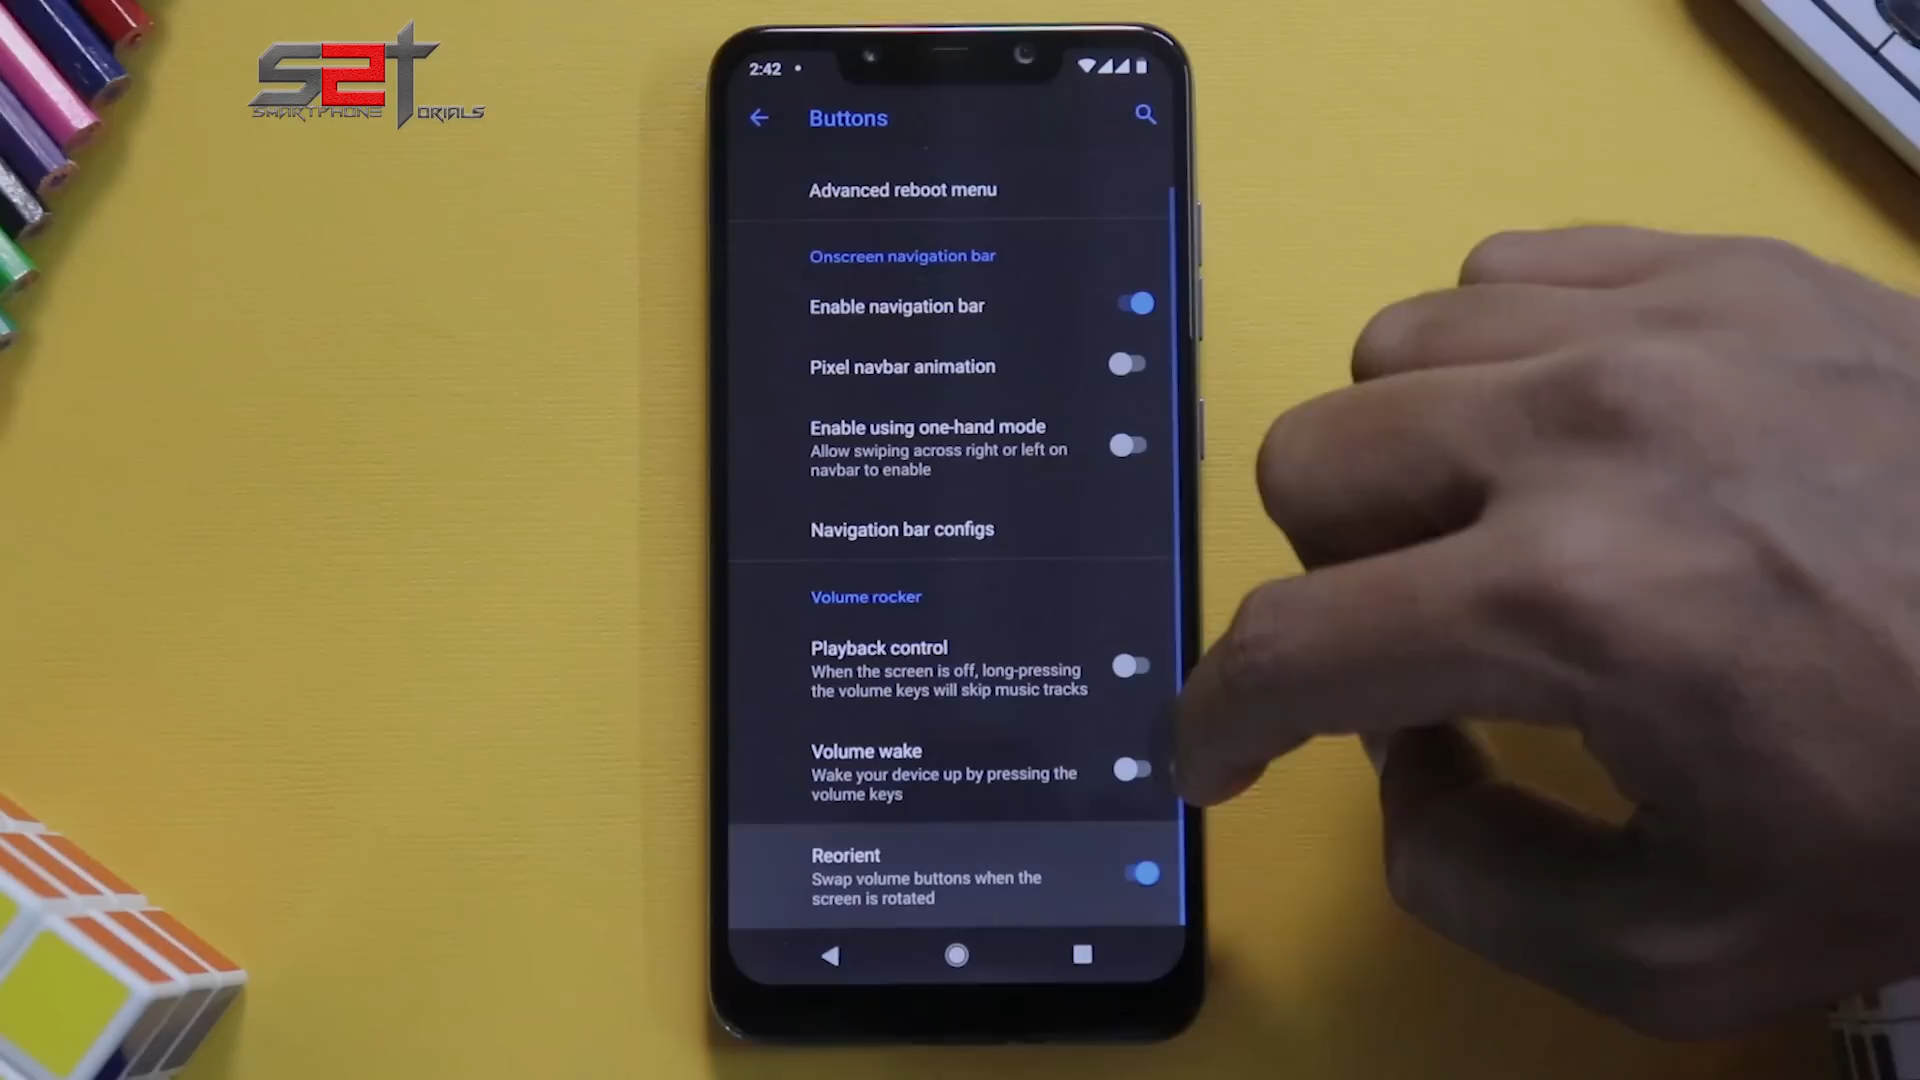 S2T
SMARTPHONE TORIALS
2:42
Buttons
Advanced reboot menu
Onscreen navigation bar
Enable navigation bar
Pixel navbar animation
Enable using one-hand mode
Allow swiping across right or left on
navbar to enable
Navigation bar configs
Volume rocker
Playback control
When the screen is off, long-pressing
the volume keys will skip music tracks
Volume wake
Wake your device up by pressing the
volume keys
Reorient
Swap volume buttons when the
screen is rotated